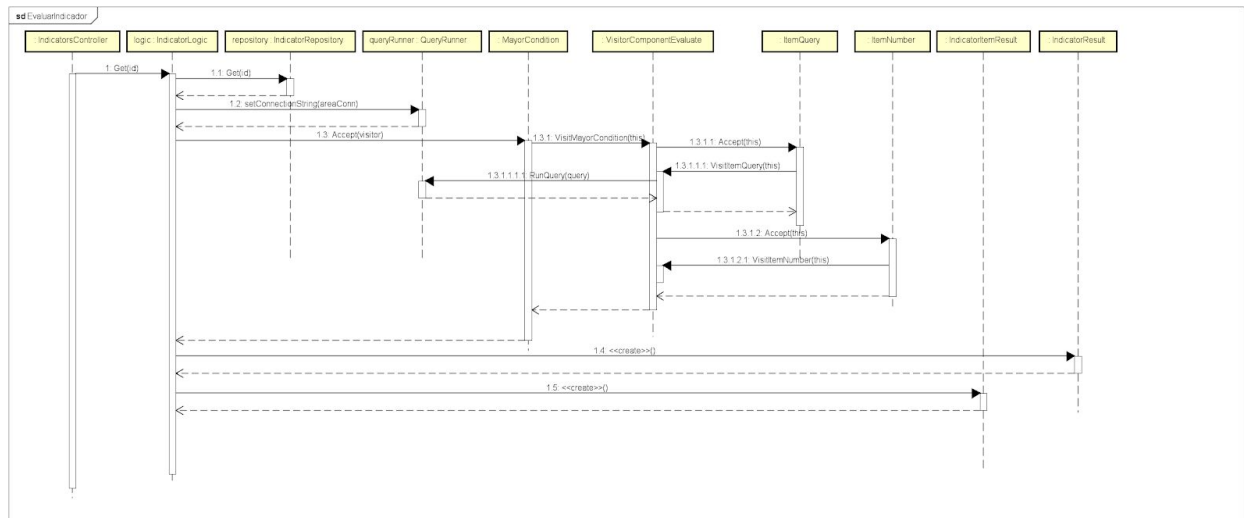 sd EvaluarIndicador
: IndicatorsController
logic : IndicatorLogic
repository : IndicatorRepository
queryRunner : QueryRunner
: MayorCondition
: VisitorComponentEvaluate
: ItemQuery
: ItemNumber
: IndicatorItemResult
: IndicatorResult
1: Get(id)
1.1: Get(id)
1.2: setConnectionString(areaConn)
1.3: Accept(visitor)
1.3.1: VisitMayorCondition(this)
1.3.1.1: Accept(this)
1.3.1.1.1: VisitItemQuery(this)
1.3.1.1.1.1: RunQuery(query)
1.3.1.2: Accept(this)
1.3.1.2.1: VisitItemNumber(this)
1.4: <<create>>()
1.5: <<create>>()